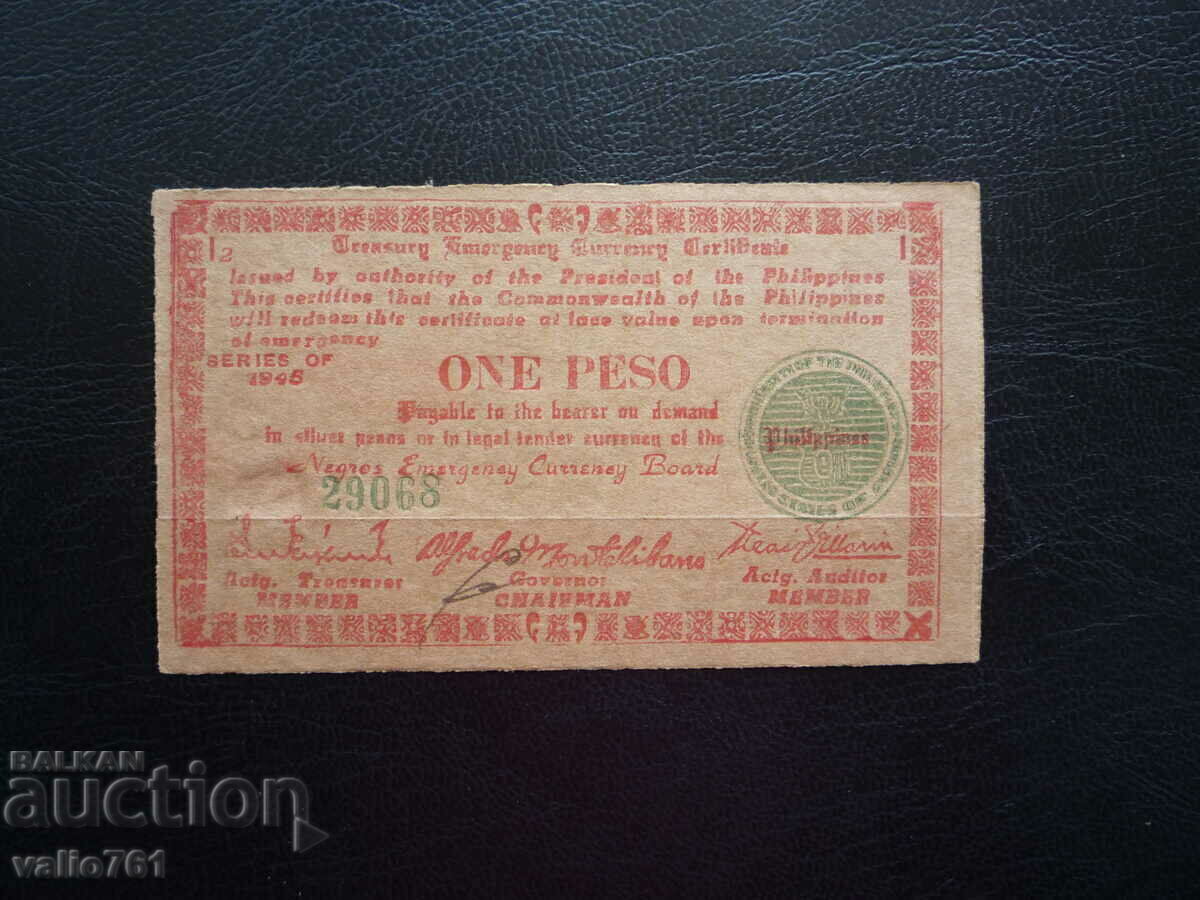 Treasury Emergency Currency Certificate
Issued by authority of the President of the Philippines
This certifies that the Commonwealth of the Philippines
will redeem this certificate at face value upon termination
of emergency
SERIES OF
1945
ONE PESO
Payable to the bearer on demand
in silver pesos or in legal tender currency of the
Negros Emergency Currency Board
Philippines
29068
Alfredo Montelibano
Actg. Treasurer
MEMBER
Governor
CHAIRMAN
Actg. Auditor
MEMBER
BALKAN
auction
valio761